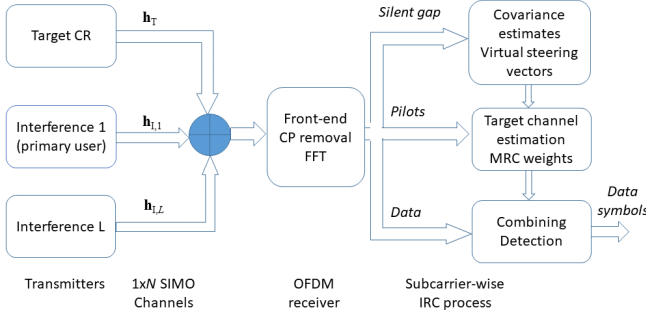 Target CR
Interference 1
(primary user)
Interference L
h_T
h_I,1
h_I,L
Front-end
CP removal
FFT
Silent gap
Pilots
Data
Covariance
estimates
Virtual steering
vectors
Target channel
estimation
MRC weights
Combining
Detection
Data
symbols
Transmitters
1xN SIMO
Channels
OFDM
receiver
Subcarrier-wise
IRC process